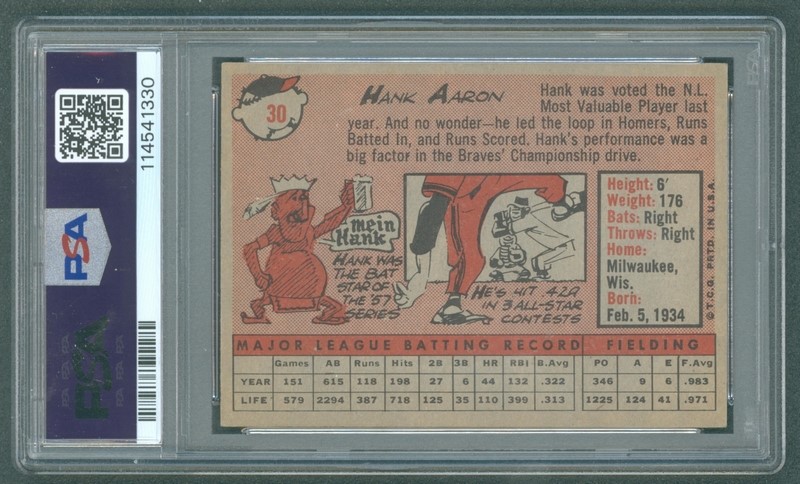 114541330
PSA
PSA
30
HANK AARON
Hank was voted the N.L.
Most Valuable Player last
year. And no wonder—he led the loop in Homers, Runs
Batted In, and Runs Scored. Hank's performance was a
big factor in the Braves' Championship drive.
mein
Hank
HANK WAS
THE BAT
STAR OF
THE '57
SERIES
HE'S HIT .429
IN 3 ALL-STAR
CONTESTS
Height: 6'
Weight: 176
Bats: Right
Throws: Right
Home:
Milwaukee,
Wis.
Born:
Feb. 5, 1934
© T.C.G. PRTD. IN U.S.A.
MAJOR LEAGUE BATTING RECORD FIELDING
Games AB Runs Hits 2B 3B HR RBI B.Avg PO A E F.Avg
YEAR 151 615 118 198 27 6 44 132 .322 346 9 6 .983
LIFE 579 2294 387 718 125 35 110 399 .313 1225 124 41 .971